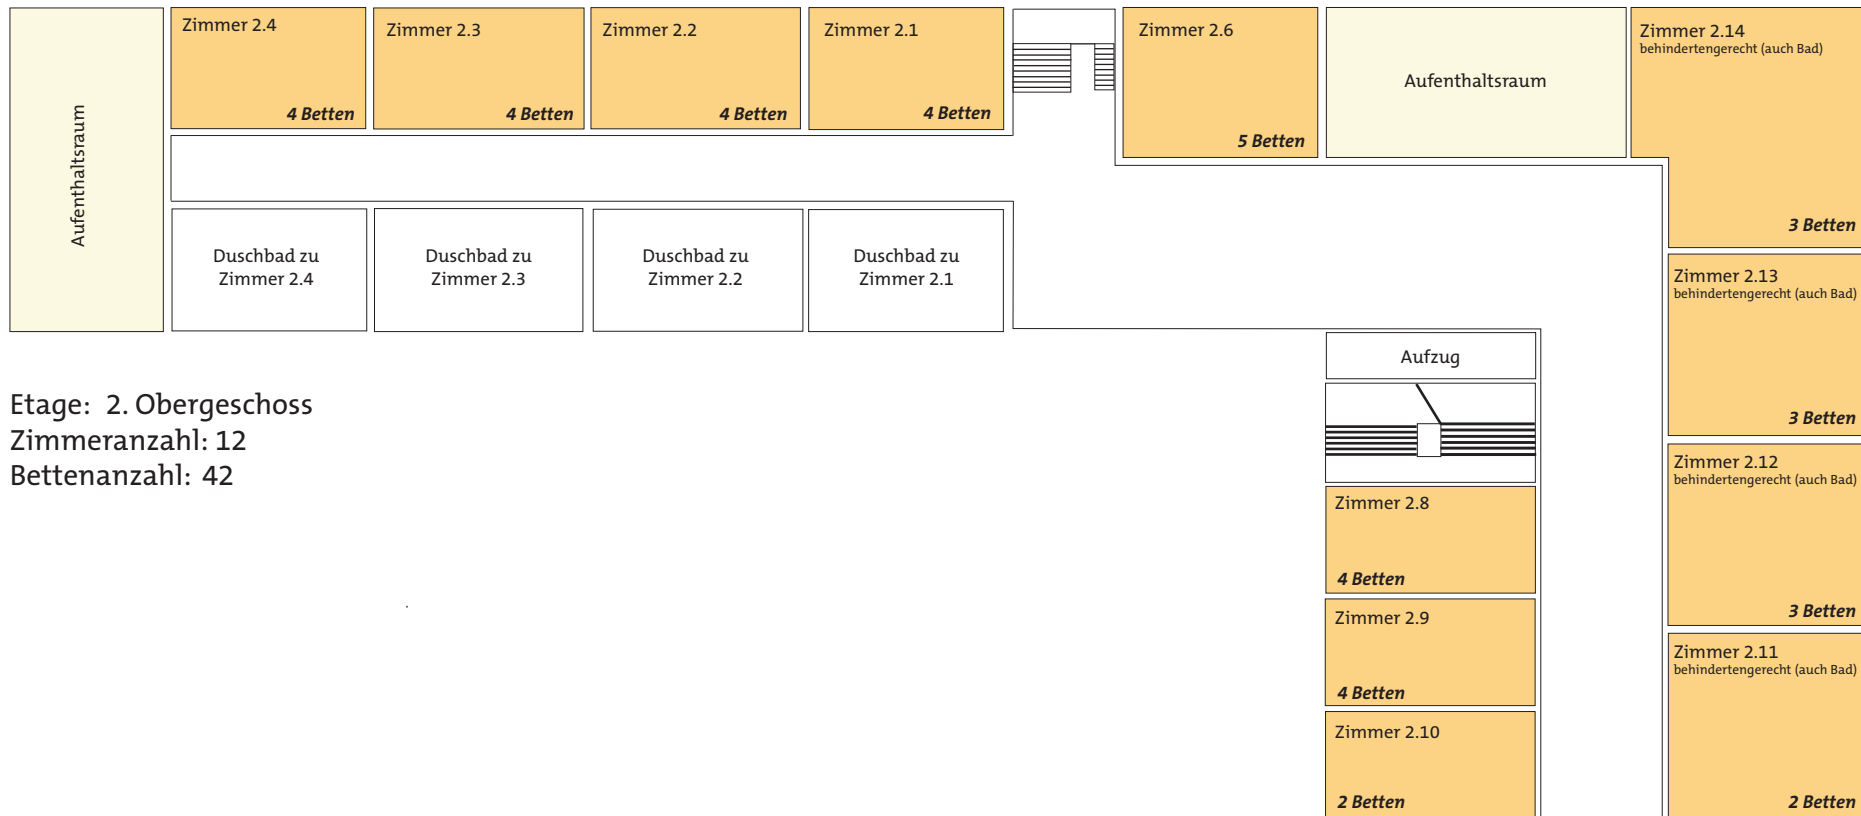 Zimmer 2.4
4 Betten
Zimmer 2.3
4 Betten
Zimmer 2.2
4 Betten
Zimmer 2.1
4 Betten
Zimmer 2.6
5 Betten
Aufenthaltsraum
Zimmer 2.14
behindertengerecht (auch Bad)
3 Betten
Aufenthaltsraum
Duschbad zu
Zimmer 2.4
Duschbad zu
Zimmer 2.3
Duschbad zu
Zimmer 2.2
Duschbad zu
Zimmer 2.1
Zimmer 2.13
behindertengerecht (auch Bad)
3 Betten
Aufzug
Etage: 2. Obergeschoss
Zimmeranzahl: 12
Bettenanzahl: 42
Zimmer 2.12
behindertengerecht (auch Bad)
3 Betten
Zimmer 2.8
4 Betten
Zimmer 2.9
4 Betten
Zimmer 2.11
behindertengerecht (auch Bad)
2 Betten
Zimmer 2.10
2 Betten